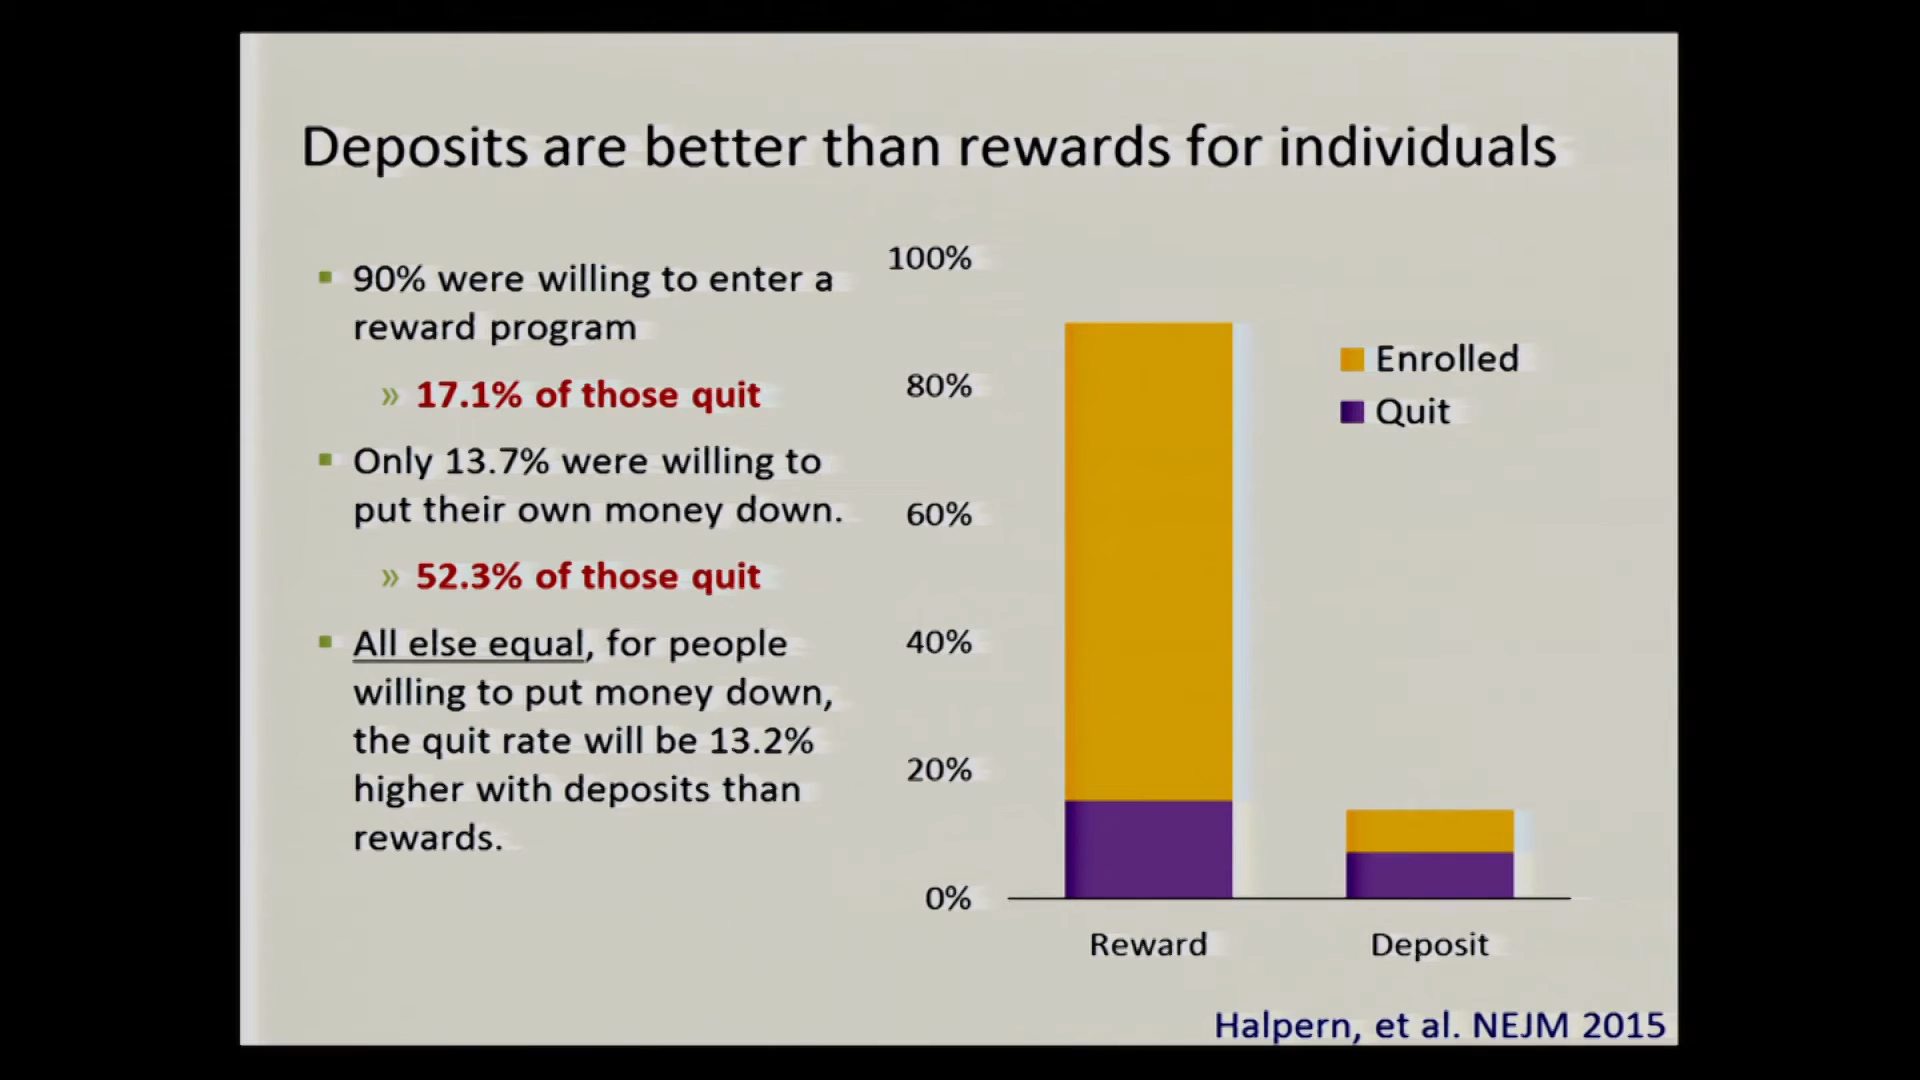 Deposits are better than rewards for individuals
90% were willing to enter a
reward program
» 17.1% of those quit
Only 13.7% were willing to
put their own money down.
» 52.3% of those quit
All else equal, for people
willing to put money down,
the quit rate will be 13.2%
higher with deposits than
rewards.
100%
80%
60%
40%
20%
0%
Enrolled
Quit
Reward
Deposit
Halpern, et al. NEJM 2015